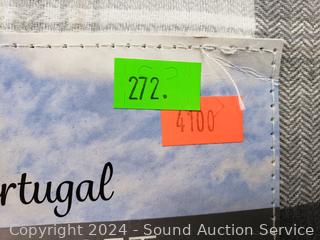 272.
4100
rtugal
Copyright © 2024 - Sound Auction Service